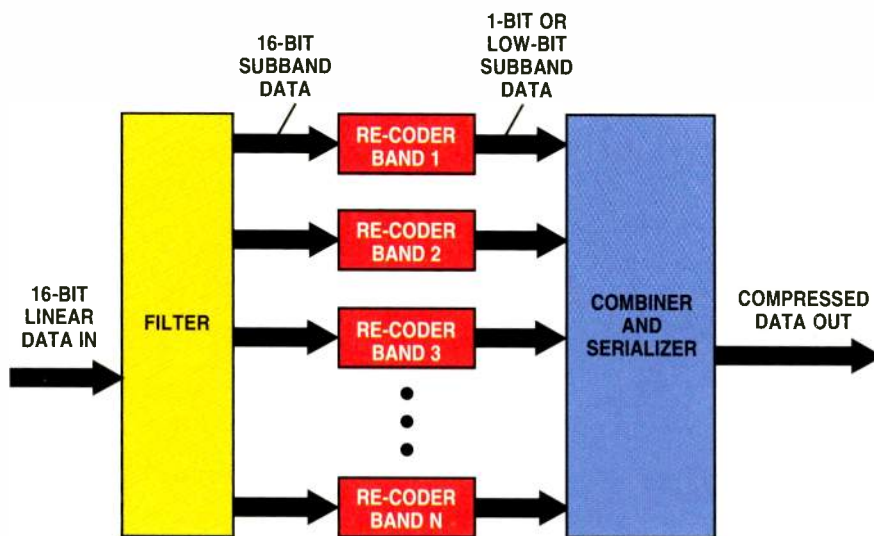 16-BIT
SUBBAND
DATA
1-BIT OR
LOW-BIT
SUBBAND
DATA
RE-CODER
BAND 1
RE-CODER
BAND 2
16-BIT
LINEAR
DATA IN
FILTER
RE-CODER
BAND 3
COMBINER
AND
SERIALIZER
COMPRESSED
DATA OUT
RE-CODER
BAND N